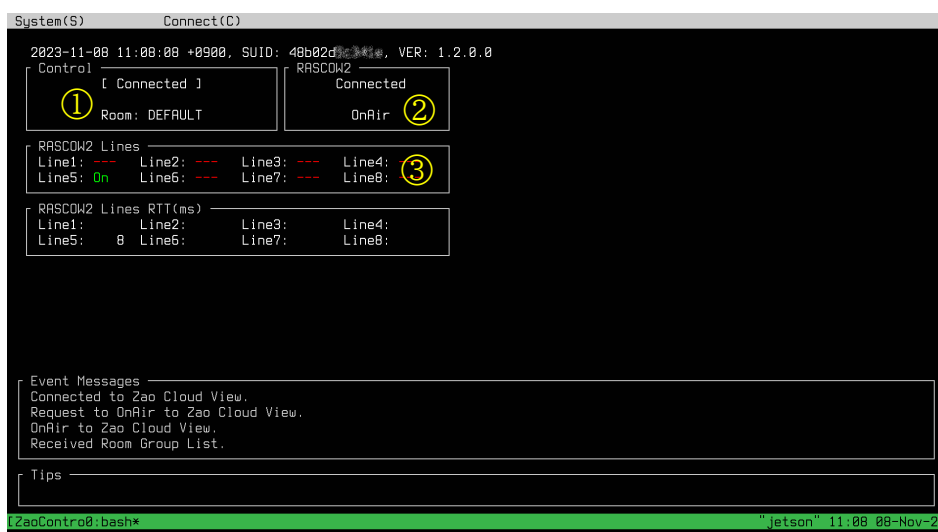 System(S) Connect(C)
2023-11-08 11:08:08 +0900, SUID: 48b02d, VER: 1.2.0.0
Control
[ Connected ]
Room: DEFAULT
①
RASCOW2
Connected
OnAir
②
RASCOW2 Lines
Line1: --- Line2: --- Line3: --- Line4:
Line5: On Line6: --- Line7: --- Line8:
③
RASCOW2 Lines RTT(ms)
Line1: Line2: Line3: Line4:
Line5: 8 Line6: Line7: Line8:
Event Messages
Connected to Zao Cloud View.
Request to OnAir to Zao Cloud View.
OnAir to Zao Cloud View.
Received Room Group List.
Tips
[ZaoContro0:bash* "jetson" 11:08 08-Nov-2